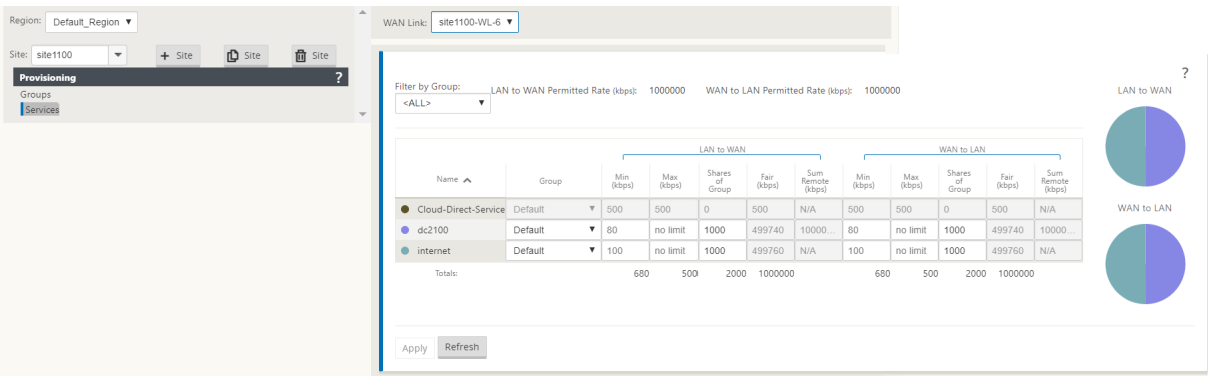 Region: Default_Region
Site: site1100 + Site Site Site
Provisioning ?
Groups
Services
WAN Link: site1100-WL-6
?
Filter by Group: LAN to WAN Permitted Rate (kbps): 1000000 WAN to LAN Permitted Rate (kbps): 1000000
<ALL>
LAN to WAN
LAN to WAN WAN to LAN
Name Group Min (kbps) Max (kbps) Shares of Group Fair (kbps) Sum Remote (kbps) Min (kbps) Max (kbps) Shares of Group Fair (kbps) Sum Remote (kbps)
Cloud-Direct-Service Default 500 500 0 500 N/A 500 500 0 500 N/A
dc2100 Default 80 no limit 1000 499740 10000... 80 no limit 1000 499740 10000...
internet Default 100 no limit 1000 499760 N/A 100 no limit 1000 499760 N/A
Totals: 680 500 2000 1000000 680 500 2000 1000000
WAN to LAN
Apply Refresh